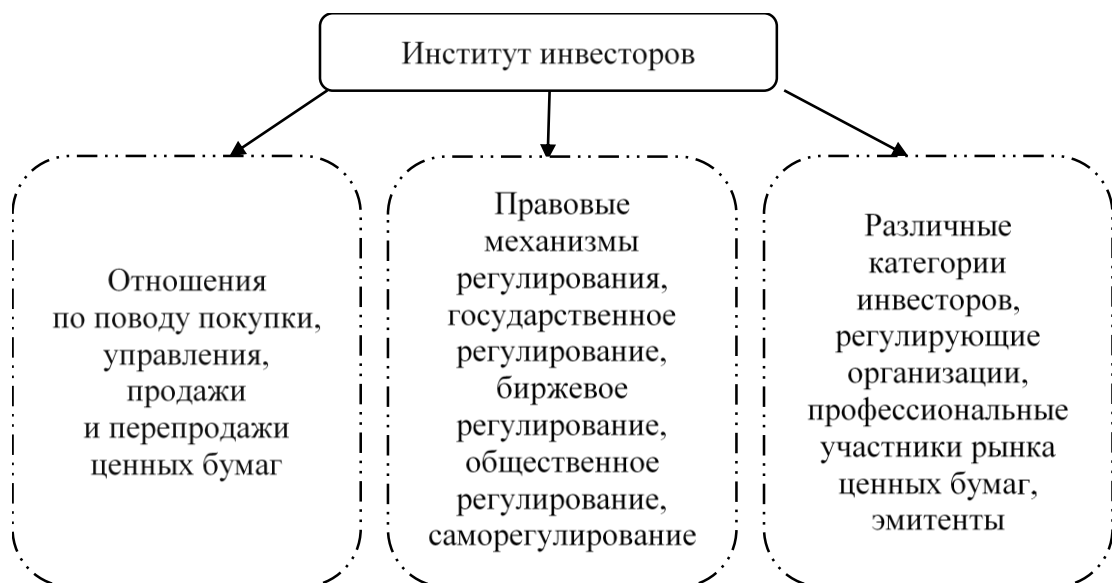 Институт инвесторов
Отношения
по поводу покупки,
управления,
продажи
и перепродажи
ценных бумаг
Правовые
механизмы
регулирования,
государственное
регулирование,
биржевое
регулирование,
общественное
регулирование,
саморегулирование
Различные
категории
инвесторов,
регулирующие
организации,
профессиональные
участники рынка
ценных бумаг,
эмитенты